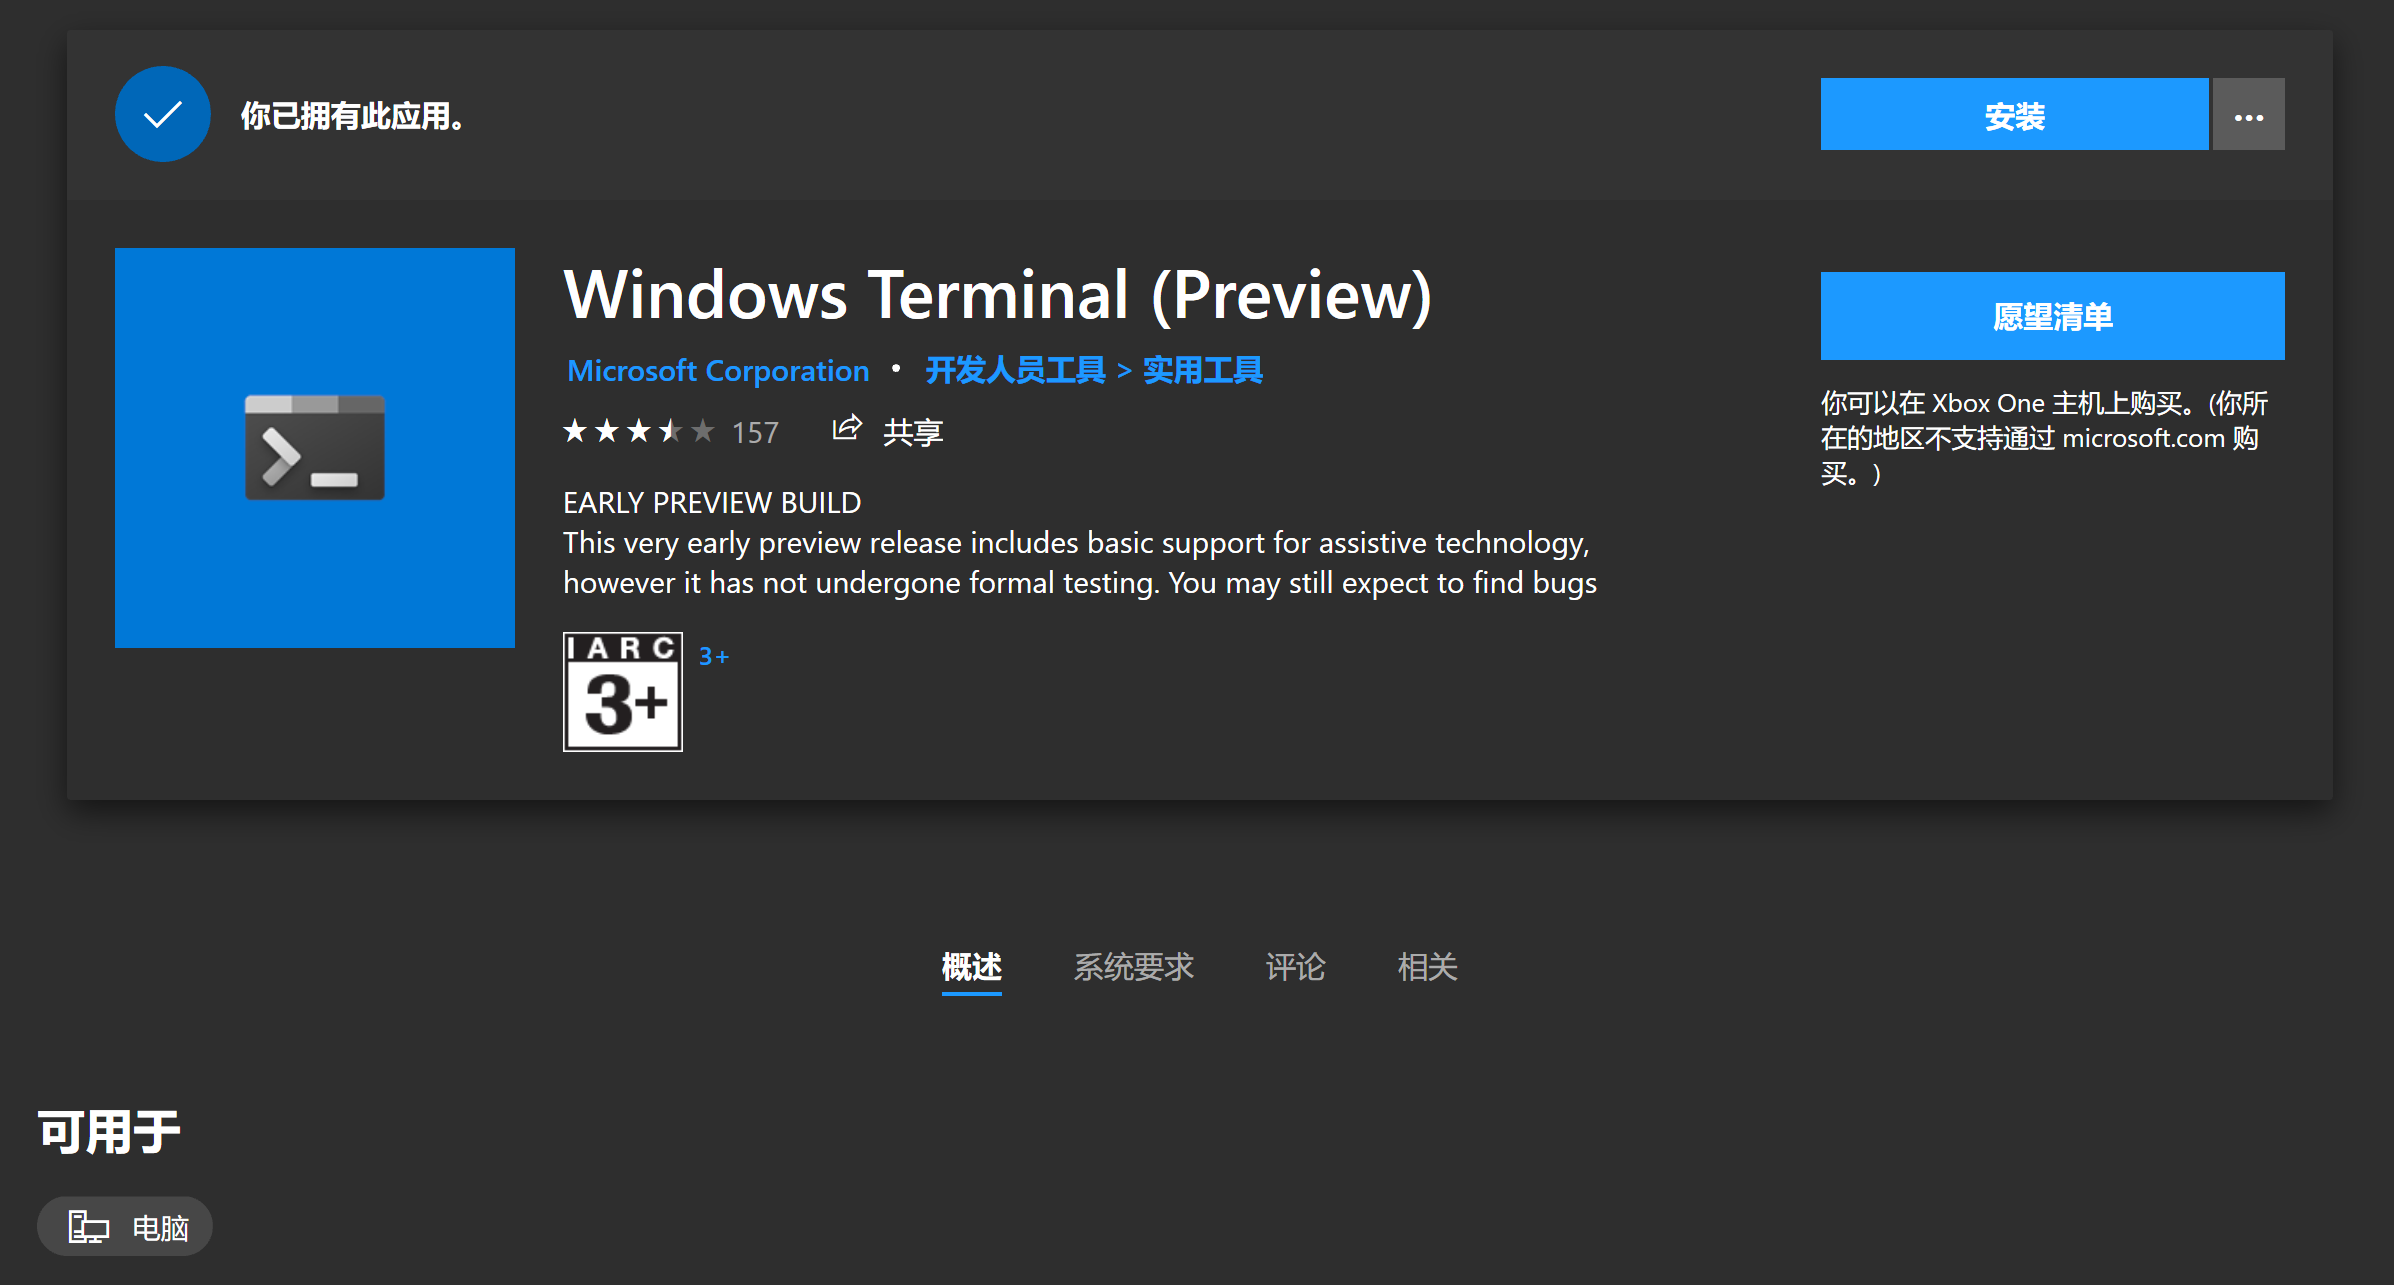 你已拥有此应用。
安装
Windows Terminal (Preview)
Microsoft Corporation • 开发人员工具 > 实用工具
157 共享
EARLY PREVIEW BUILD
This very early preview release includes basic support for assistive technology,
however it has not undergone formal testing. You may still expect to find bugs
IARC
3+
3+
愿望清单
你可以在 Xbox One 主机上购买。(你所
在的地区不支持通过 microsoft.com 购
买。)
概述 系统要求 评论 相关
可用于
电脑